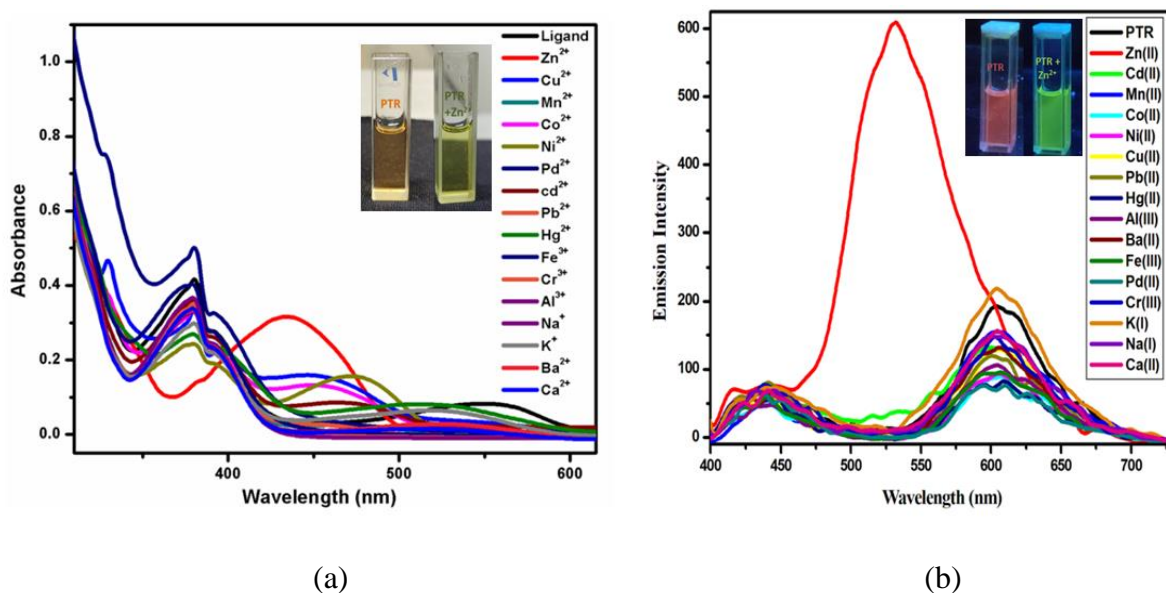 1.0
0.8
0.6
0.4
0.2
0.0
Absorbance
400
500
600
Wavelength (nm)
PTR
PTR
+Zn²⁺
Ligand
Zn²⁺
Cu²⁺
Mn²⁺
Co²⁺
Ni²⁺
Pd²⁺
cd²⁺
Pb²⁺
Hg²⁺
Fe³⁺
Cr³⁺
Al³⁺
Na⁺
K⁺
Ba²⁺
Ca²⁺
(a)
600
500
600
300
200
100
50
0
Emission Intensity
400
450
500
550
600
650
700
Wavelength (nm)
PTR
PTR +
Zn²⁺
PTR
Zn(II)
Cd(II)
Mn(II)
Co(II)
Ni(II)
Cu(II)
Pb(II)
Hg(II)
Al(III)
Ba(II)
Fe(III)
Pd(II)
Cr(III)
K(I)
Na(I)
Ca(II)
(b)